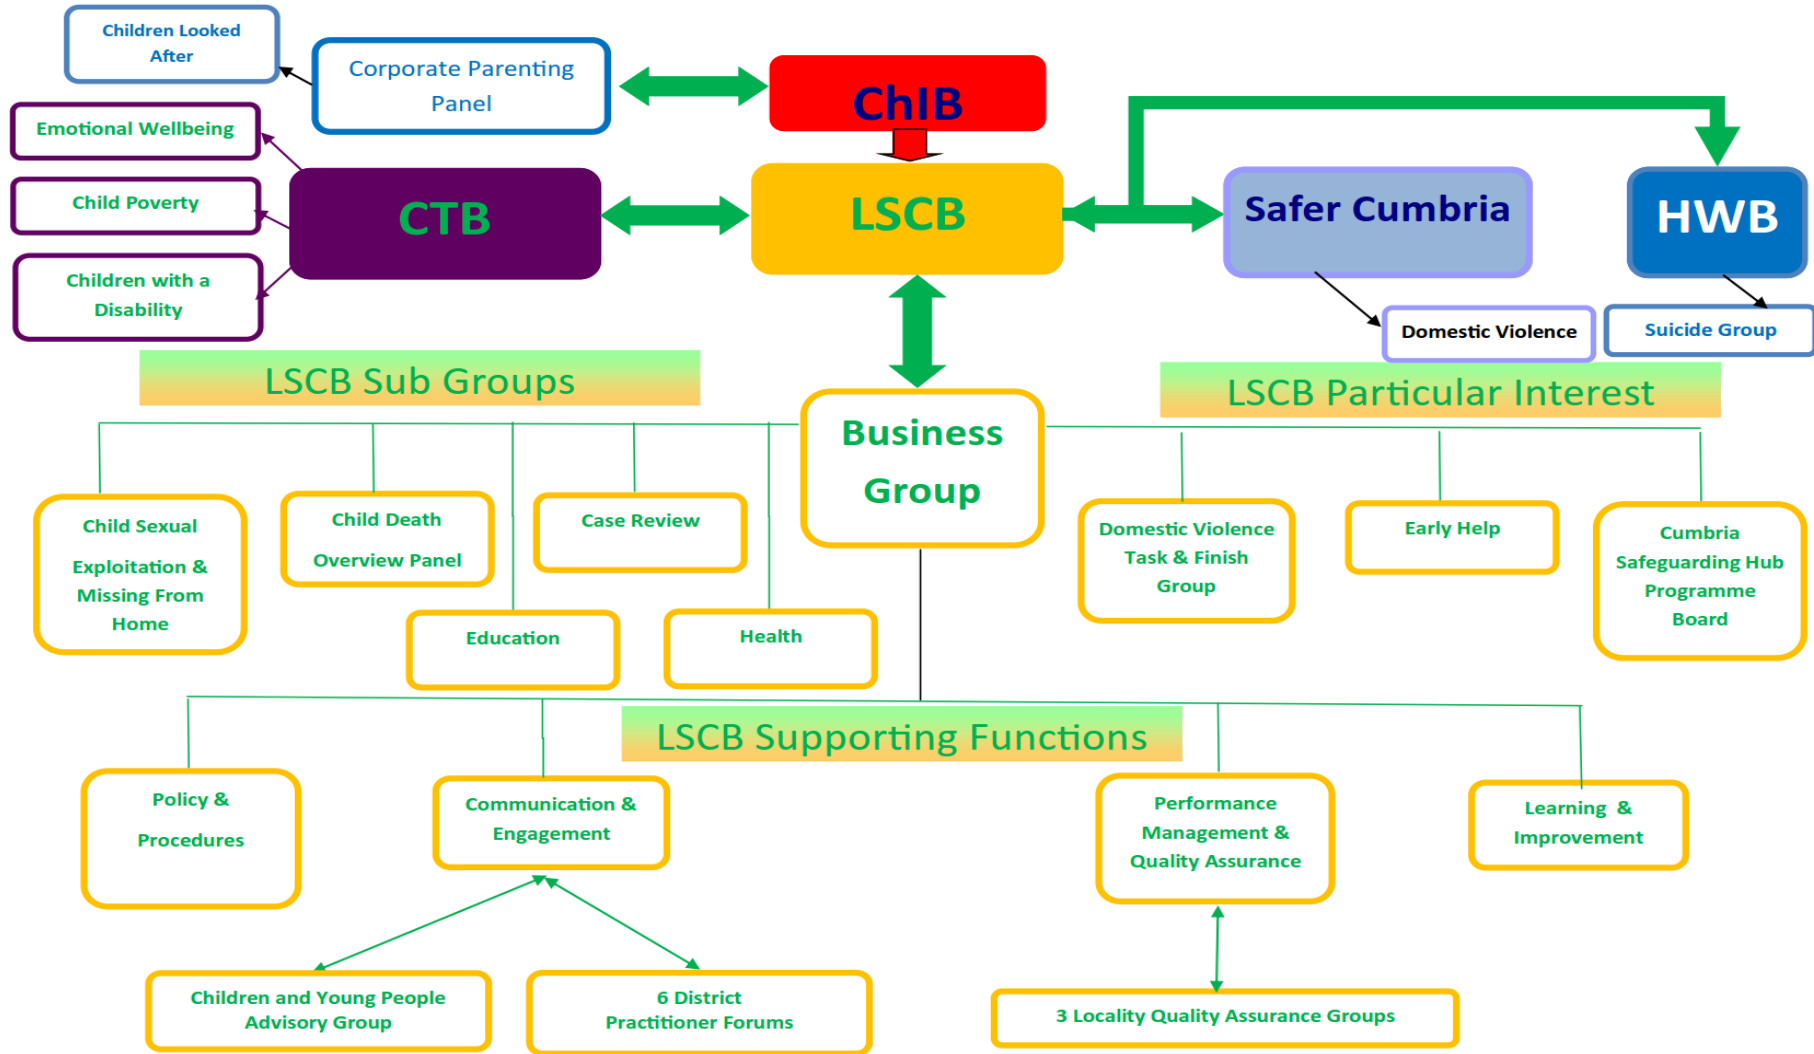 Children Looked
After
Corporate Parenting
Panel
ChIB
Emotional Wellbeing
Child Poverty
Children with a
Disability
CTB
LSCB
Safer Cumbria
HWB
Domestic Violence
Suicide Group
LSCB Sub Groups
LSCB Particular Interest
Business
Group
Child Sexual
Exploitation &
Missing From
Home
Child Death
Overview Panel
Case Review
Education
Health
Domestic Violence
Task & Finish
Group
Early Help
Cumbria
Safeguarding Hub
Programme
Board
LSCB Supporting Functions
Policy &
Procedures
Communication &
Engagement
Performance
Management &
Quality Assurance
Learning &
Improvement
Children and Young People
Advisory Group
6 District
Practitioner Forums
3 Locality Quality Assurance Groups